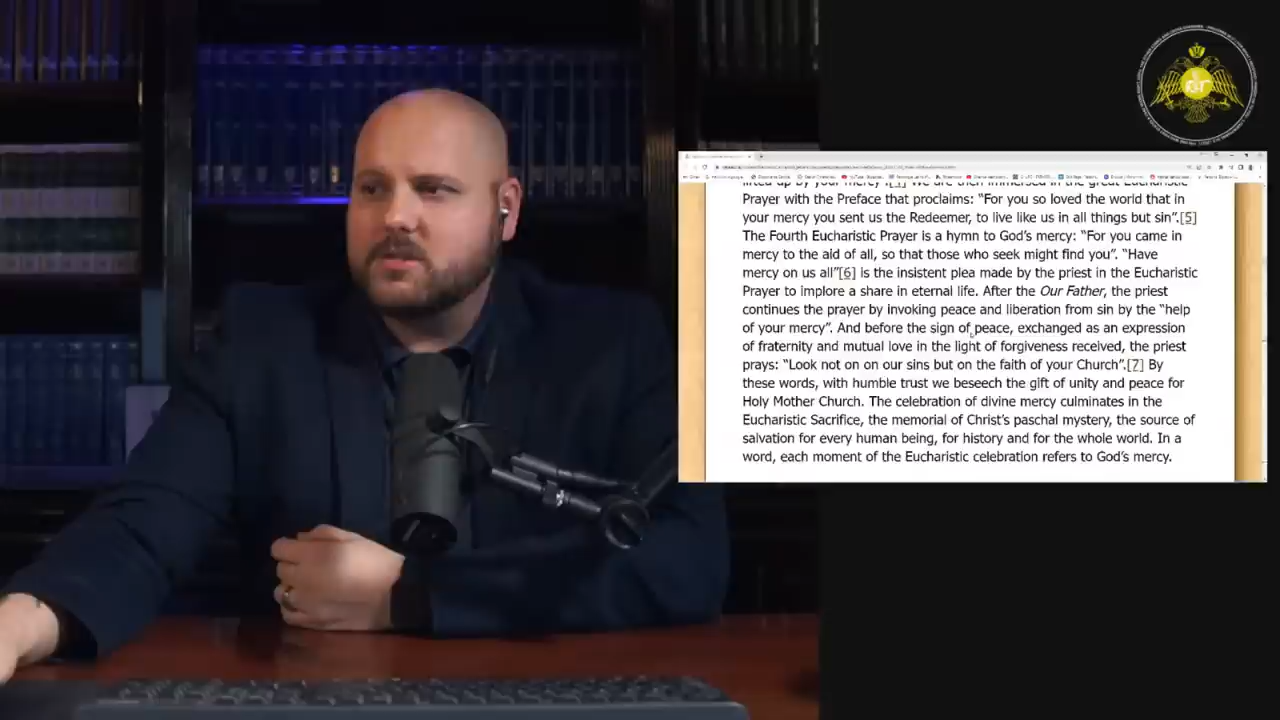 Prayer with the Preface that proclaims: “For you so loved the world that in
your mercy you sent us the Redeemer, to live like us in all things but sin”.[5]
The Fourth Eucharistic Prayer is a hymn to God’s mercy: “For you came in
mercy to the aid of all, so that those who seek might find you”. “Have
mercy on us all”[6] is the insistent plea made by the priest in the Eucharistic
Prayer to implore a share in eternal life. After the Our Father, the priest
continues the prayer by invoking peace and liberation from sin by the “help
of your mercy”. And before the sign of peace, exchanged as an expression
of fraternity and mutual love in the light of forgiveness received, the priest
prays: “Look not on on our sins but on the faith of your Church”.[7] By
these words, with humble trust we beseech the gift of unity and peace for
Holy Mother Church. The celebration of divine mercy culminates in the
Eucharistic Sacrifice, the memorial of Christ’s paschal mystery, the source of
salvation for every human being, for history and for the whole world. In a
word, each moment of the Eucharistic celebration refers to God’s mercy.